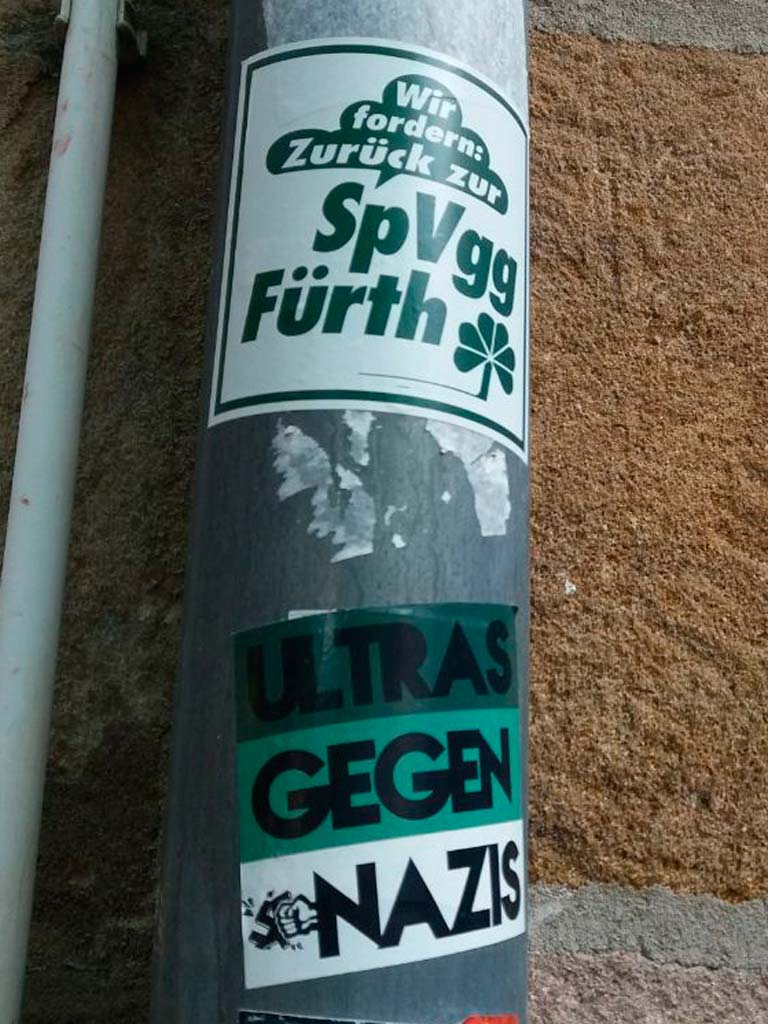 Wir
fordern:
Zurück zur
SpVgg
Fürth
ULTRAS
GEGEN
NAZIS